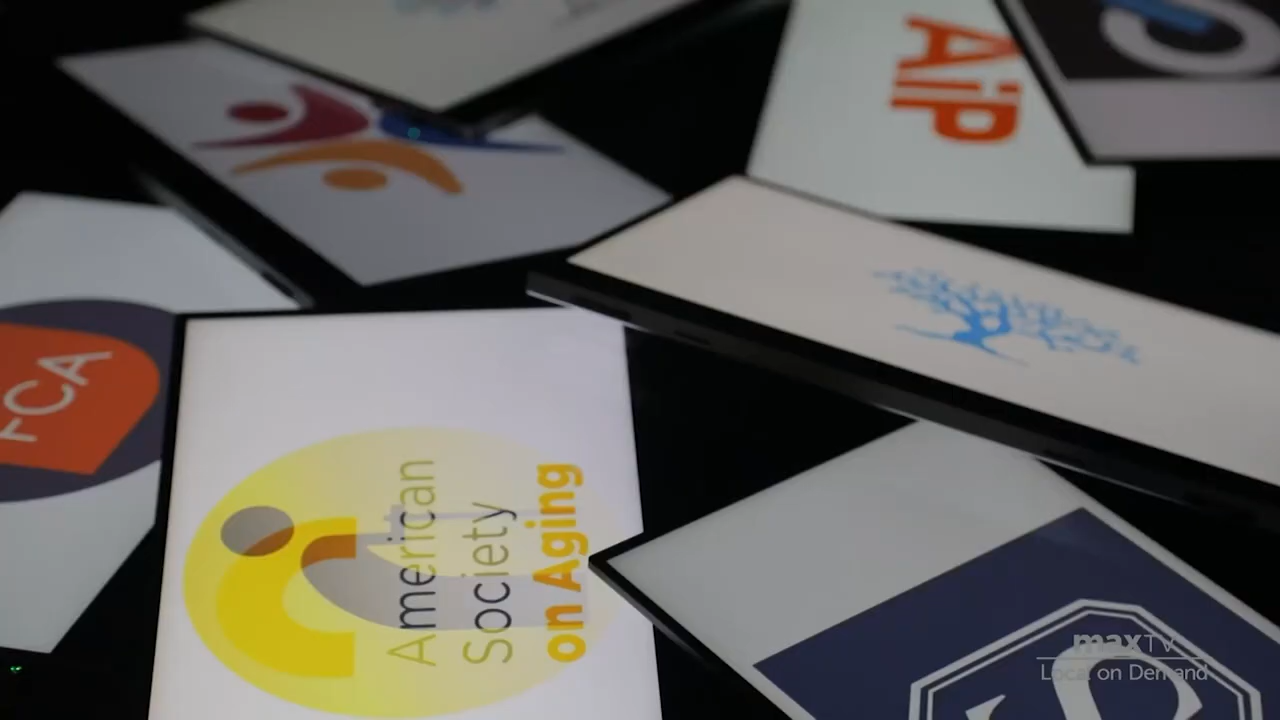 AiP
FCA
American
Society
on Aging
S
maxTV
Local on Demand